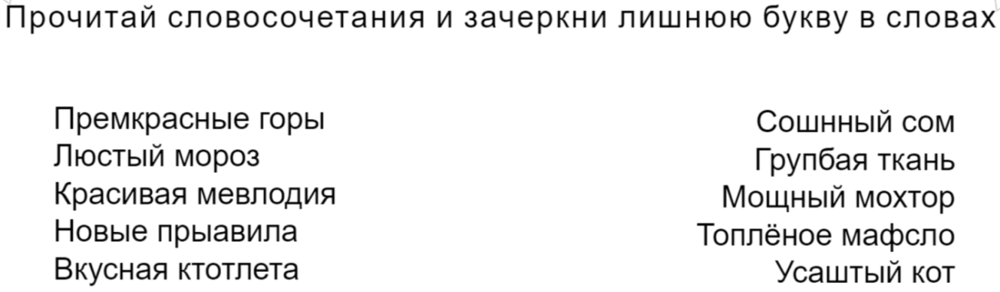 Прочитай словосочетания и зачеркни лишнюю букву в словах
Премкрасные горы
Люстый мороз
Красивая мевлодия
Новые прыавила
Вкусная ктотлета
Сошнный сом
Групбая ткань
Мощный мохтор
Топлёное мафсло
Усаштый кот